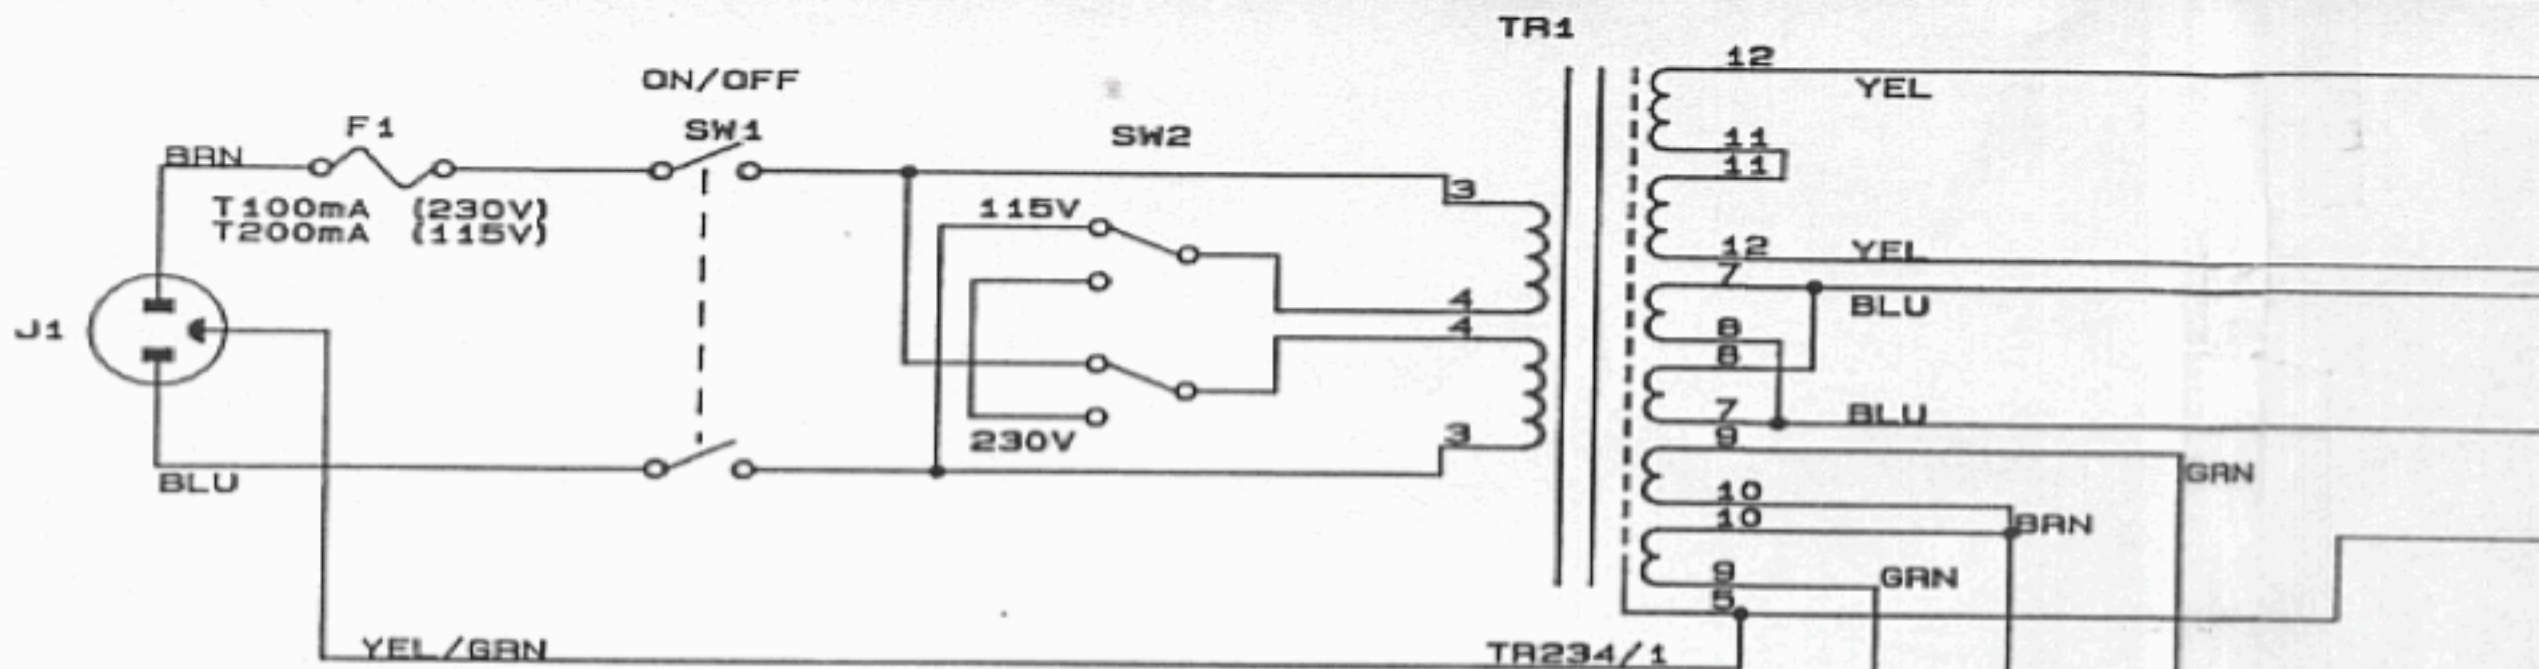 TR1
12
YEL
ON/OFF
F1
SW1
SW2
11
11
BRN
T100mA (230V)
T200mA (115V)
115V
3
12
YEL
7
BLU
J1
4
4
8
8
7
BLU
230V
3
9
BLU
GRN
10
10
BRN
9
GRN
5
YEL/GRN
TR234/1